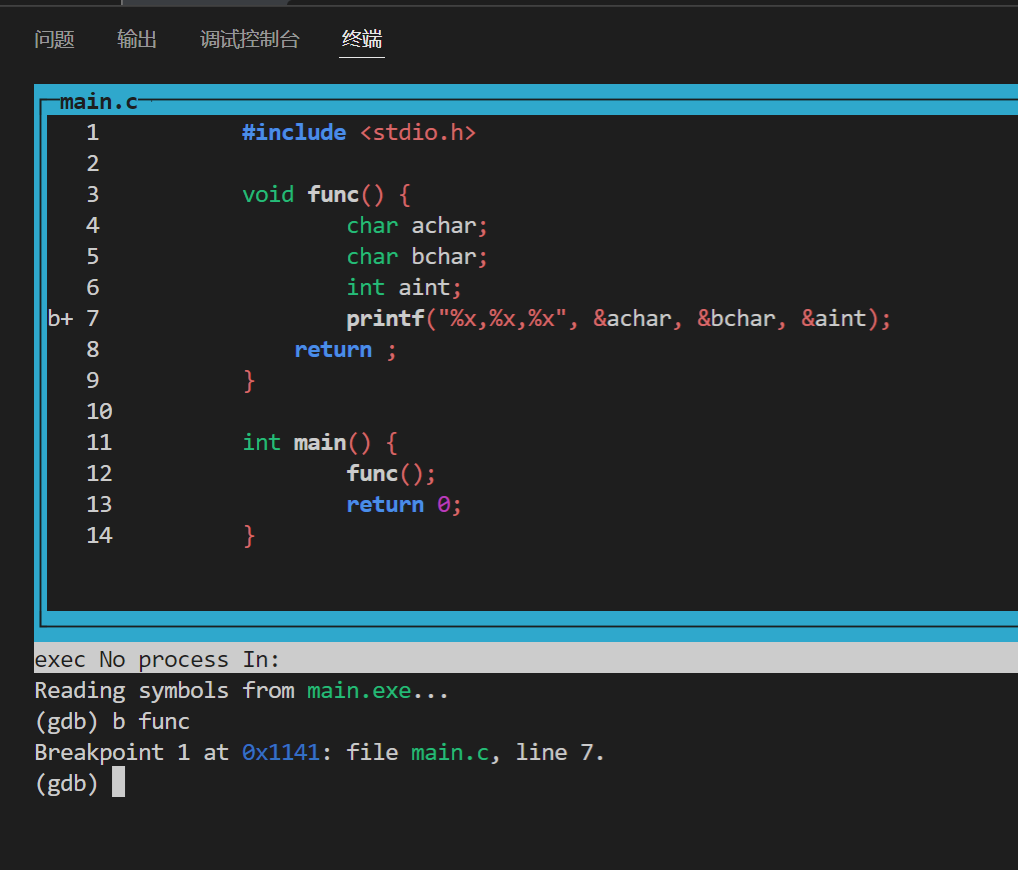 问题 输出 调试控制台 终端
main.c
1 #include <stdio.h>
2
3 void func() {
4 char achar;
5 char bchar;
6 int aint;
b+ 7 printf("%x,%x,%x", &achar, &bchar, &aint);
8 return ;
9 }
10
11 int main() {
12 func();
13 return 0;
14 }
exec No process In:
Reading symbols from main.exe...
(gdb) b func
Breakpoint 1 at 0x1141: file main.c, line 7.
(gdb)